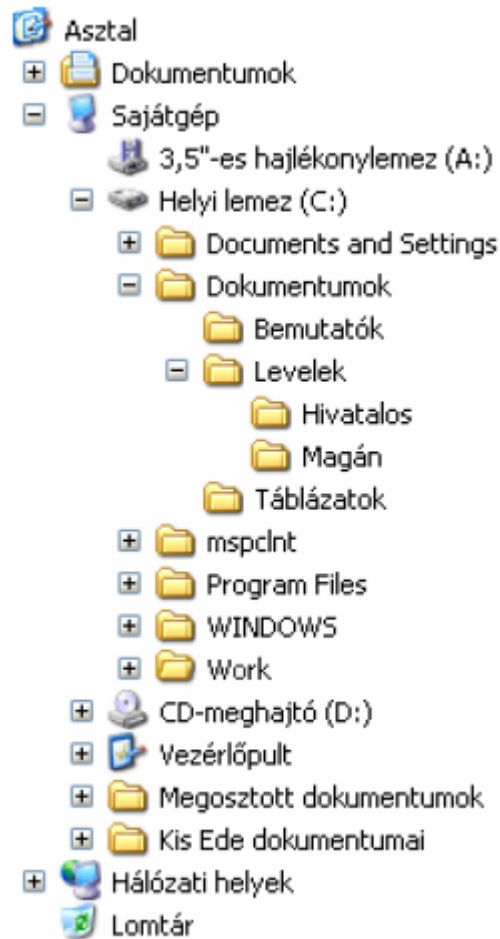 Asztal
Dokumentumok
Sajátgép
3,5"-es hajlékonylemez (A:)
Helyi lemez (C:)
Documents and Settings
Dokumentumok
Bemutatók
Levelek
Hivatalos
Magán
Táblázatok
mspclnt
Program Files
WINDOWS
Work
CD-meghajtó (D:)
Vezérlőpult
Megosztott dokumentumok
Kis Ede dokumentumai
Hálózati helyek
Lomtár